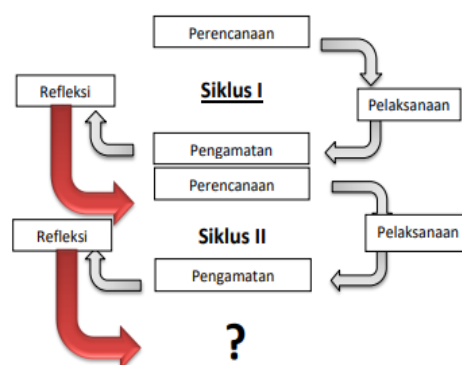 Perencanaan
Refleksi
Siklus I
Pelaksanaan
Pengamatan
Perencanaan
Refleksi
Siklus II
Pelaksanaan
Pengamatan
?